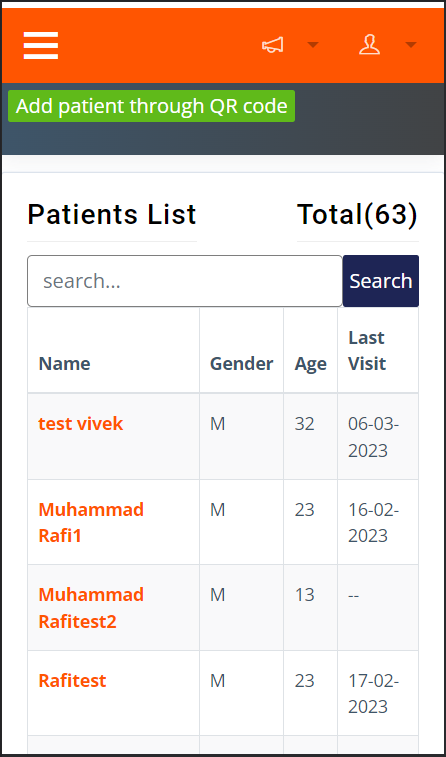 Add patient through QR code
Patients List
Total(63)
search...
Search
Name
Gender
Age
Last
Visit
test vivek
M
32
06-03-
2023
Muhammad
Rafi1
M
23
16-02-
2023
Muhammad
Rafitest2
M
13
--
Rafitest
M
23
17-02-
2023